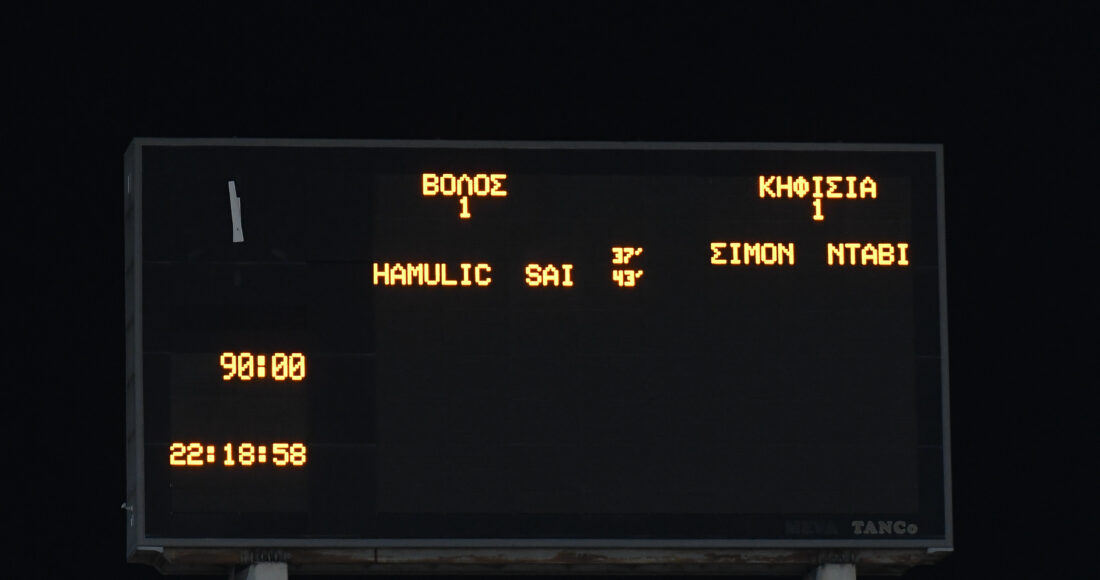 ΒΟΛΟΣ
1
ΚΗΦΙΣΙΑ
1
37′ ΣΙΜΟΝ ΝΤΑΒΙ
HAMULIC SAI 43′
90:00
22:18:58
TANCo